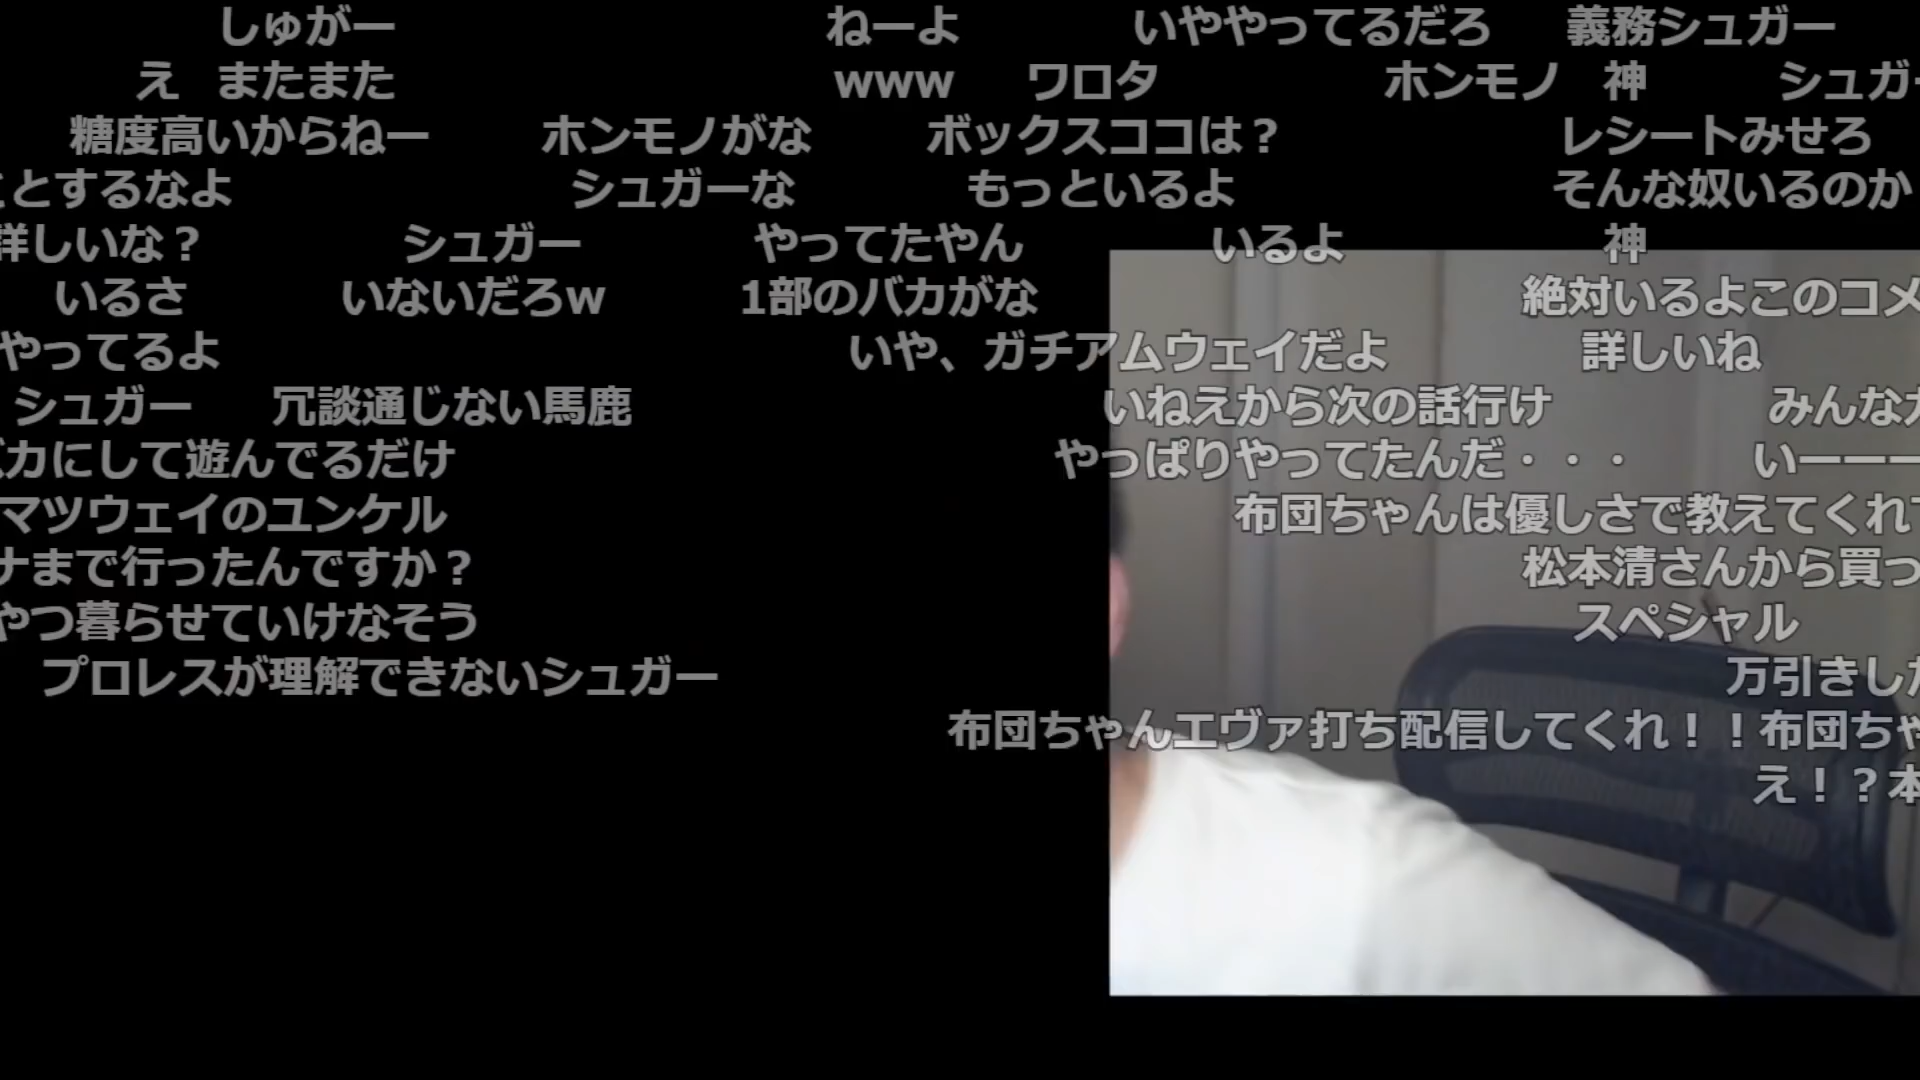 しゅがー ねーよ いややってるだろ 義務シュガー
え またまた www ワロタ ホンモノ 神 シュガー
糖度高いからねー ホンモノがな ボックスココは？ レシートみせろ
とするなよ シュガーな もっといるよ そんな奴いるのか
詳しいな？ シュガー やってたやん いるよ 神
いるさ いないだろw 1部のバカがな 絶対いるよこのコメ
やってるよ いや、ガチアムウェイだよ 詳しいね
シュガー 冗談通じない馬鹿 いねえから次の話行け みんな
カにして遊んでるだけ やっぱりやってたんだ・・・ いーーー
マツウェイのユンケル 布団ちゃんは優しさで教えてくれ
ナまで行ったんですか？ 松本清さんから買っ
やつ暮らせていけなそう スペシャル
プロレスが理解できないシュガー 万引きし
布団ちゃんエヴァ打ち配信してくれ！！布団ちゃ
え！？本